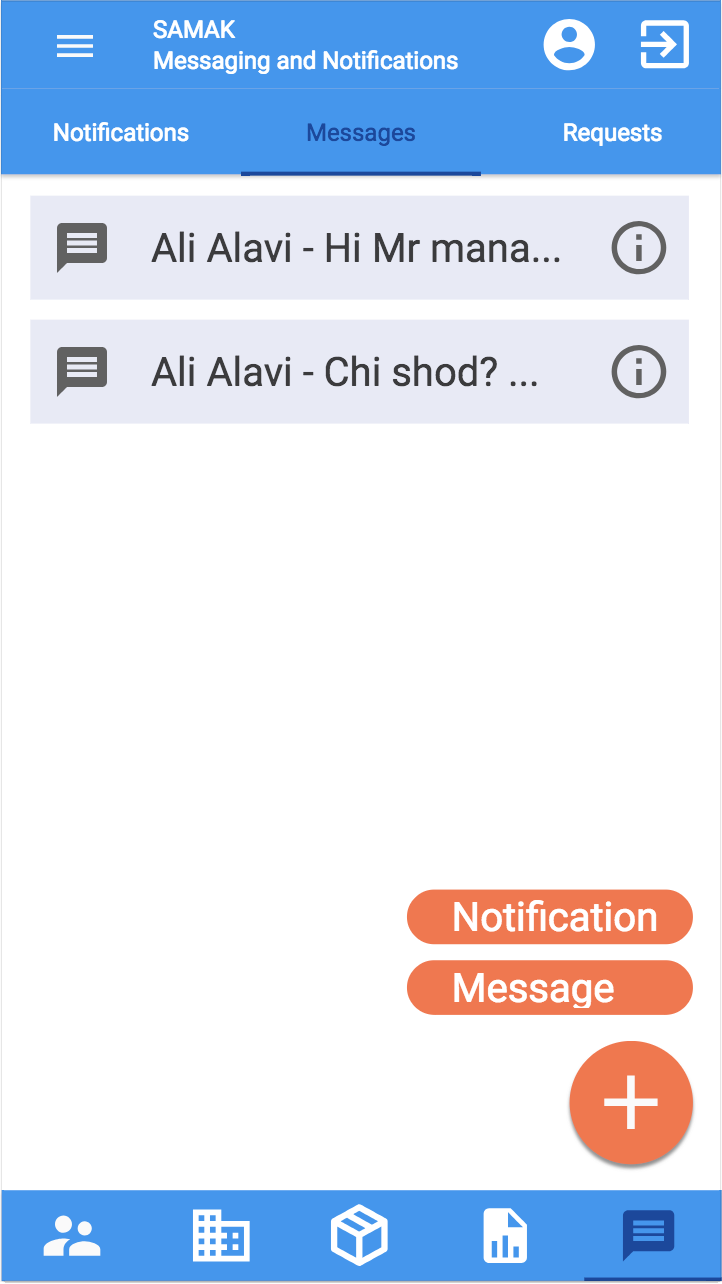 SAMAK
Messaging and Notifications
Notifications
Messages
Requests
Ali Alavi - Hi Mr mana...
Ali Alavi - Chi shod? ...
Notification
Message